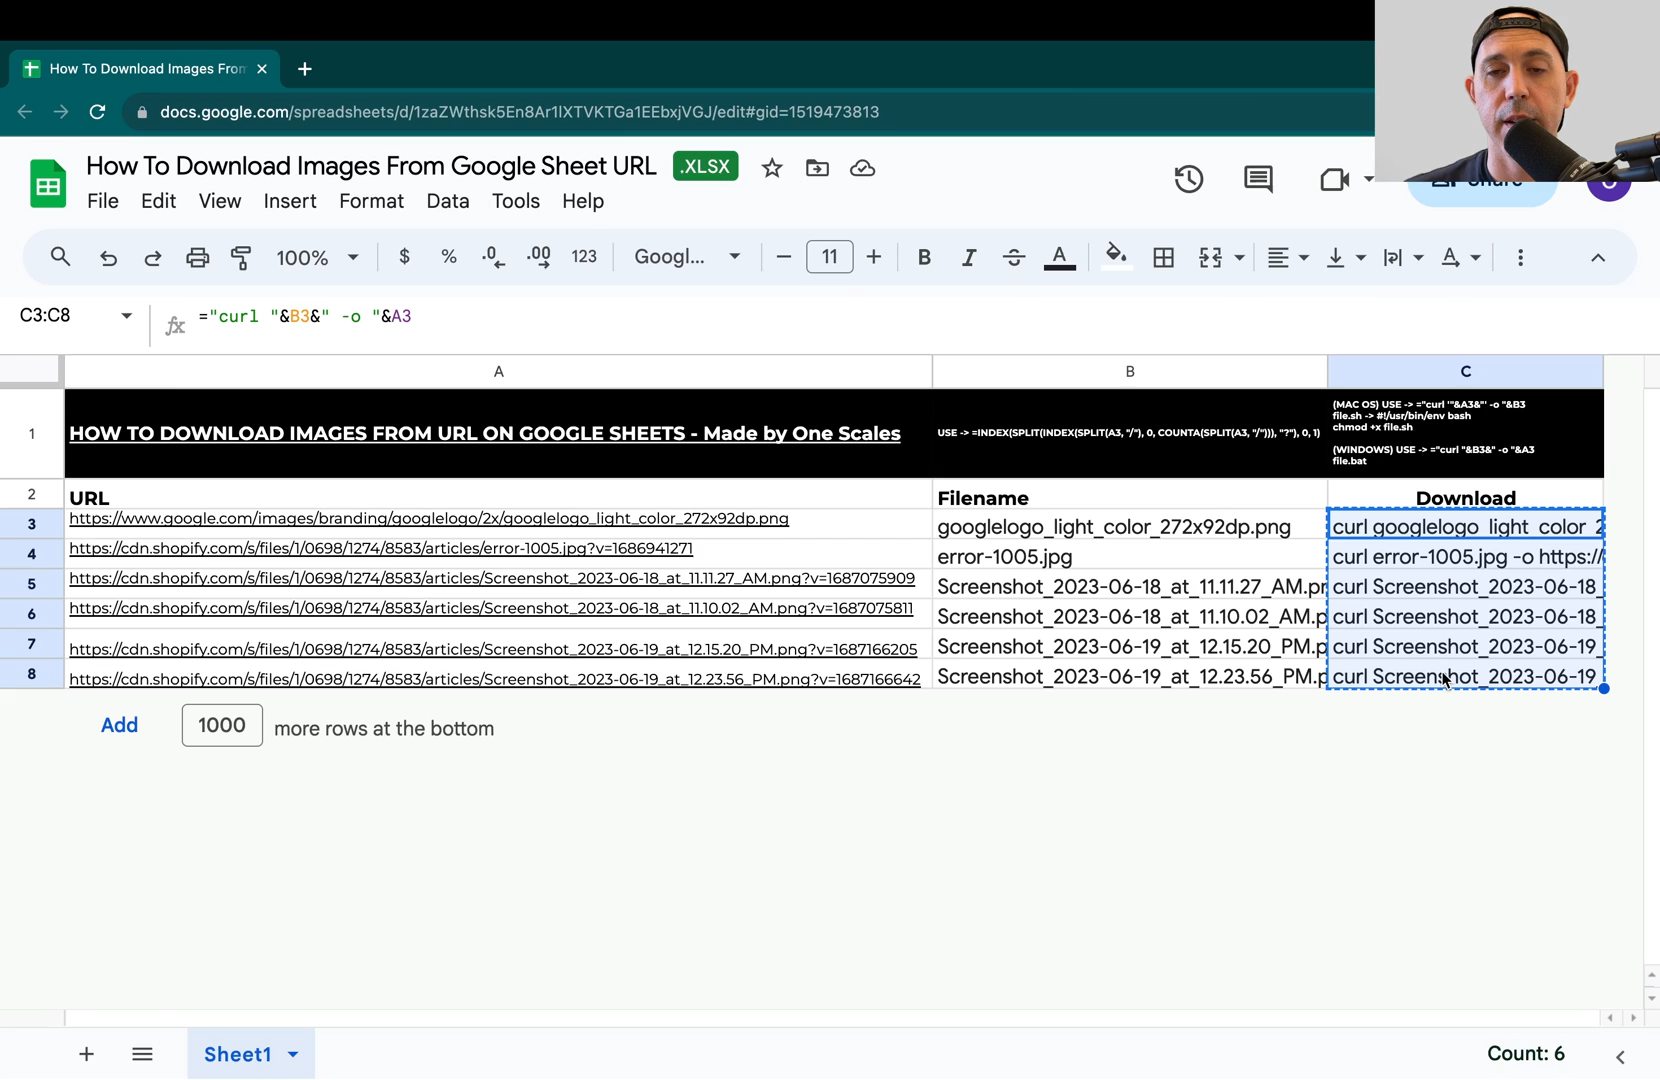 How To Download Images From
docs.google.com/spreadsheets/d/1zaZWthsk5En8Ar1lXTVKTGa1EEbxjVGJ/edit#gid=1519473813
How To Download Images From Google Sheet URL .XLSX
File Edit View Insert Format Data Tools Help
100% $ % .0 .00 123 Googl... 11 B I A
C3:C8 fx ="curl "&B3&" -o "&A3
A B C
1 HOW TO DOWNLOAD IMAGES FROM URL ON GOOGLE SHEETS - Made by One Scales
USE -> =INDEX(SPLIT(INDEX(SPLIT(A3, "/"), 0, COUNTA(SPLIT(A3, "/"))), "?"), 0, 1)
(MAC OS) USE -> ="curl '"&A3&"' -o "&B3
file.sh -> #!/usr/bin/env bash
chmod +x file.sh
(WINDOWS) USE -> ="curl "&B3&" -o "&A3
file.bat
2 URL Filename Download
3 https://www.google.com/images/branding/googlelogo/2x/googlelogo_light_color_272x92dp.png googlelogo_light_color_272x92dp.png curl googlelogo_light_color_2
4 https://cdn.shopify.com/s/files/1/0698/1274/8583/articles/error-1005.jpg?v=1686941271 error-1005.jpg curl error-1005.jpg -o https://
5 https://cdn.shopify.com/s/files/1/0698/1274/8583/articles/Screenshot_2023-06-18_at_11.11.27_AM.png?v=1687075909 Screenshot_2023-06-18_at_11.11.27_AM.pn curl Screenshot_2023-06-18_
6 https://cdn.shopify.com/s/files/1/0698/1274/8583/articles/Screenshot_2023-06-18_at_11.10.02_AM.png?v=1687075811 Screenshot_2023-06-18_at_11.10.02_AM.p curl Screenshot_2023-06-18_
7 https://cdn.shopify.com/s/files/1/0698/1274/8583/articles/Screenshot_2023-06-19_at_12.15.20_PM.png?v=1687166205 Screenshot_2023-06-19_at_12.15.20_PM.p curl Screenshot_2023-06-19_
8 https://cdn.shopify.com/s/files/1/0698/1274/8583/articles/Screenshot_2023-06-19_at_12.23.56_PM.png?v=1687166642 Screenshot_2023-06-19_at_12.23.56_PM.p curl Screenshot_2023-06-19
Add 1000 more rows at the bottom
Sheet1 Count: 6